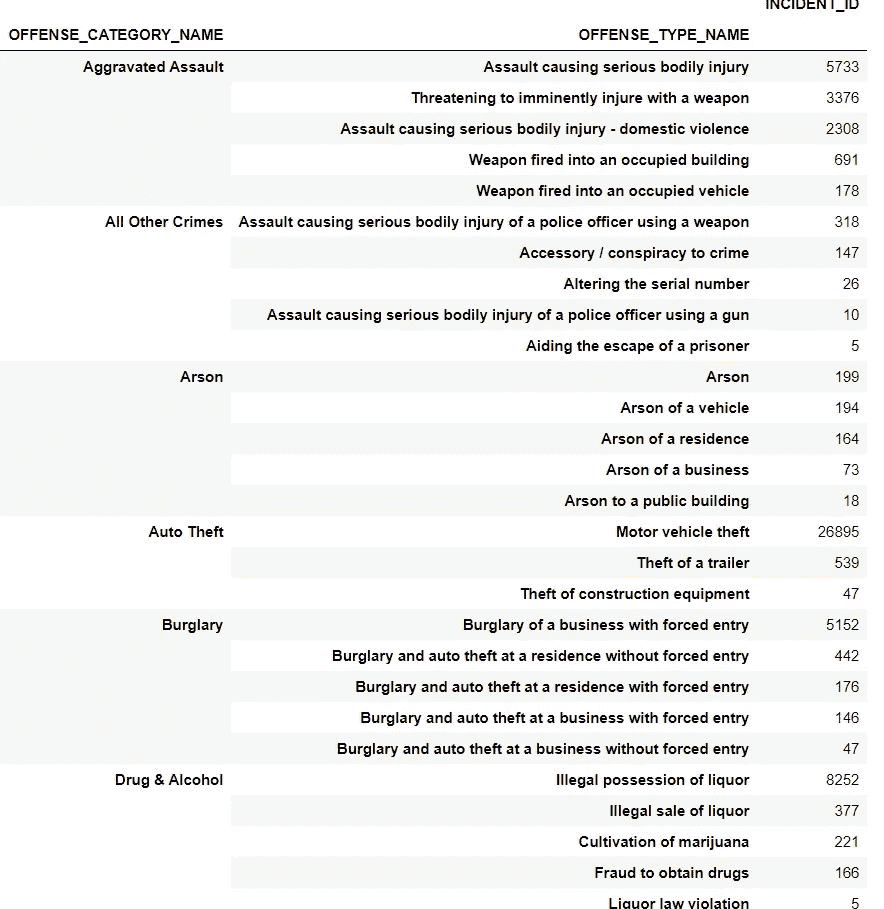 INCIDENT_ID
OFFENSE_CATEGORY_NAME OFFENSE_TYPE_NAME
Aggravated Assault Assault causing serious bodily injury 5733
Threatening to imminently injure with a weapon 3376
Assault causing serious bodily injury - domestic violence 2308
Weapon fired into an occupied building 691
Weapon fired into an occupied vehicle 178
All Other Crimes Assault causing serious bodily injury of a police officer using a weapon 318
Accessory / conspiracy to crime 147
Altering the serial number 26
Assault causing serious bodily injury of a police officer using a gun 10
Aiding the escape of a prisoner 5
Arson Arson 199
Arson of a vehicle 194
Arson of a residence 164
Arson of a business 73
Arson to a public building 18
Auto Theft Motor vehicle theft 26895
Theft of a trailer 539
Theft of construction equipment 47
Burglary Burglary of a business with forced entry 5152
Burglary and auto theft at a residence without forced entry 442
Burglary and auto theft at a residence with forced entry 176
Burglary and auto theft at a business with forced entry 146
Burglary and auto theft at a business without forced entry 47
Drug & Alcohol Illegal possession of liquor 8252
Illegal sale of liquor 377
Cultivation of marijuana 221
Fraud to obtain drugs 166
Liquor law violation 5